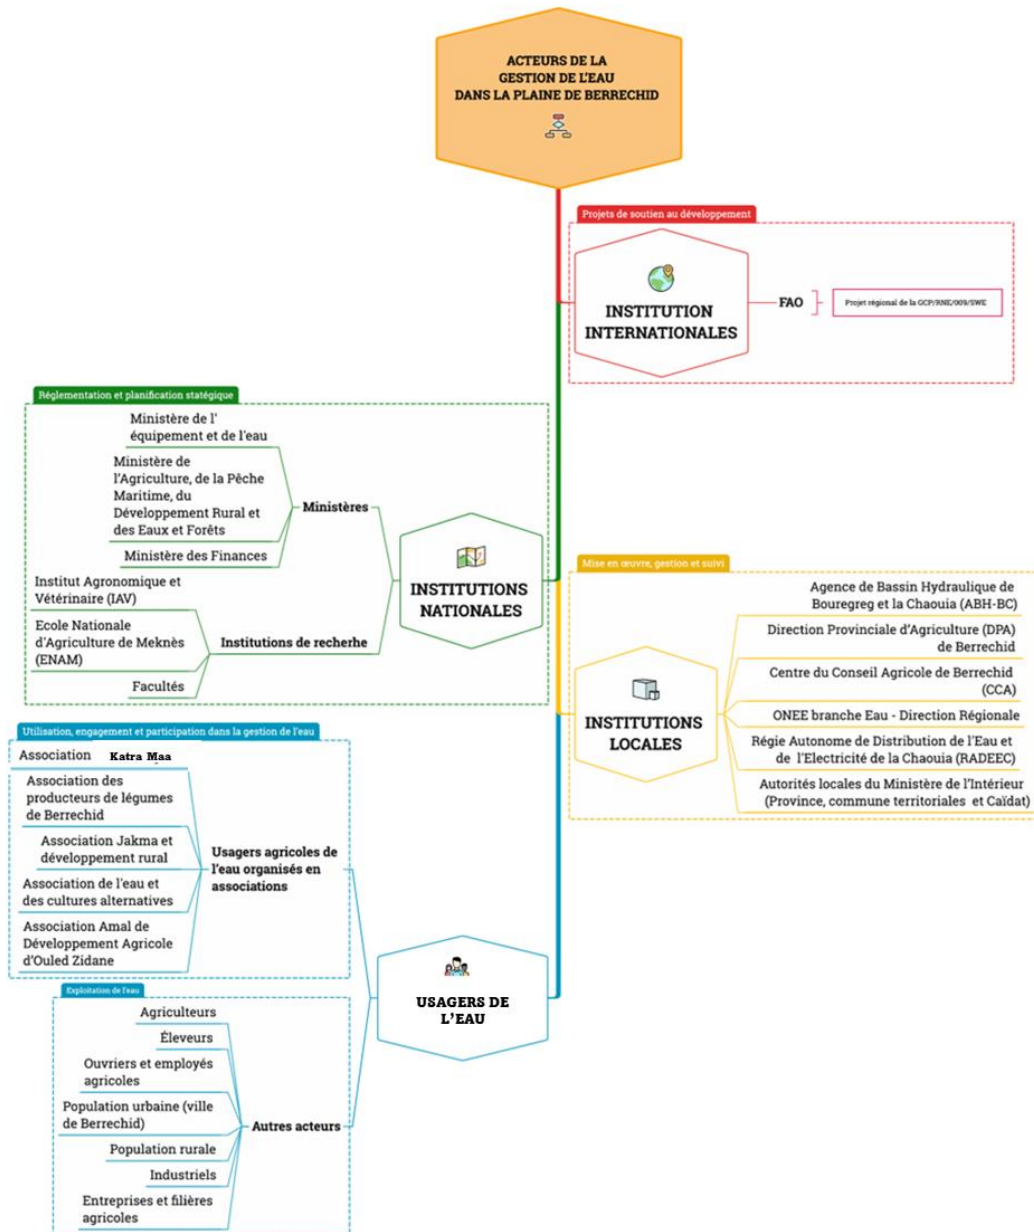 ACTEURS DE LA
GESTION DE L'EAU
DANS LA PLAINE DE BERRECHID
Projets de soutien au développement
INSTITUTION
INTERNATIONALES
FAO
Projet régional de la GCP/RNE/009/SWE
Réglementation et planification statégique
Ministère de l'
équipement et de l'eau
Ministère de
l'Agriculture, de la Pêche
Maritime, du
Développement Rural et
des Eaux et Forêts
Ministère des Finances
Ministères
Institut Agronomique et
Vétérinaire (IAV)
Ecole Nationale
d'Agriculture de Meknès
(ENAM)
Facultés
Institutions de recherhe
INSTITUTIONS
NATIONALES
Mise en œuvre, gestion et suivi
INSTITUTIONS
LOCALES
Agence de Bassin Hydraulique de
Bouregreg et la Chaouia (ABH-BC)
Direction Provinciale d'Agriculture (DPA)
de Berrechid
Centre du Conseil Agricole de Berrechid
(CCA)
ONEE branche Eau - Direction Régionale
Régie Autonome de Distribution de l'Eau et
de l'Electricité de la Chaouia (RADEEC)
Autorités locales du Ministère de l'Intérieur
(Province, commune territoriales et Caïdat)
Utilisation, engagement et participation dans la gestion de l'eau
Association Katra Maa
Association des
producteurs de légumes
de Berrechid
Association Jakma et
développement rural
Association de l'eau et
des cultures alternatives
Association Amal de
Développement Agricole
d'Ouled Zidane
Usagers agricoles de
l'eau organisés en
associations
USAGERS DE
L'EAU
Exploitation de l'eau
Agriculteurs
Éleveurs
Ouvriers et employés
agricoles
Population urbaine (ville
de Berrechid)
Population rurale
Industriels
Entreprises et filières
agricoles
Autres acteurs